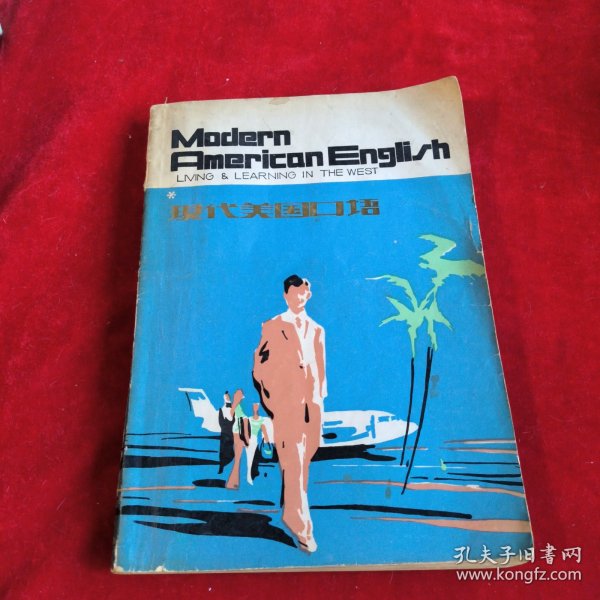 Modern
American English
LIVING & LEARNING IN THE WEST
*
现代美国口语
孔夫子旧书网
www.kongfz.com